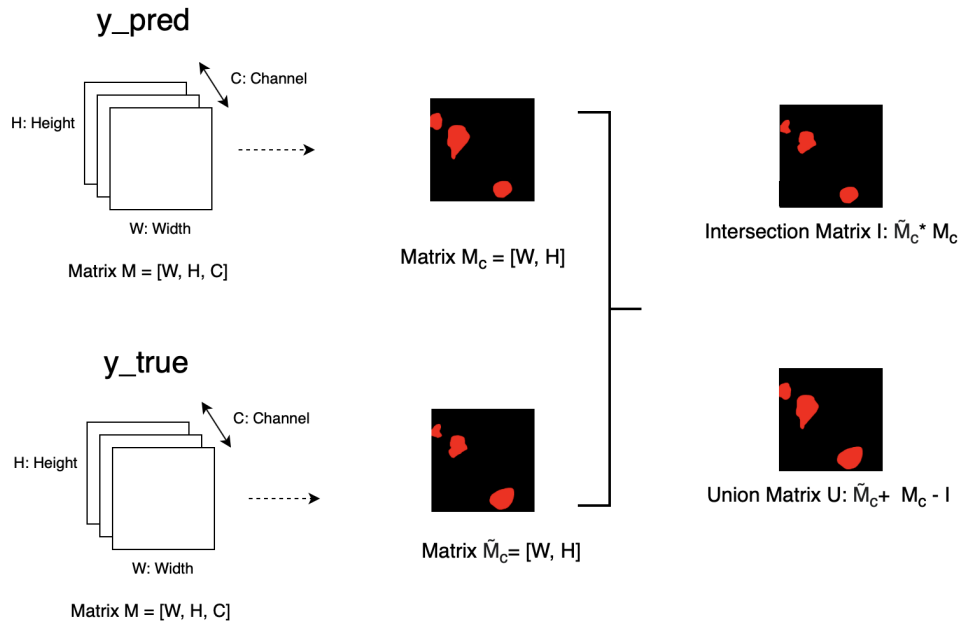 y_pred
C: Channel
H: Height
W: Width
Matrix M = [W, H, C]
Matrix M_c = [W, H]
Intersection Matrix I: M̃_c* M_c
y_true
C: Channel
H: Height
W: Width
Matrix M = [W, H, C]
Matrix M̃_c= [W, H]
Union Matrix U: M̃_c+ M_c - I